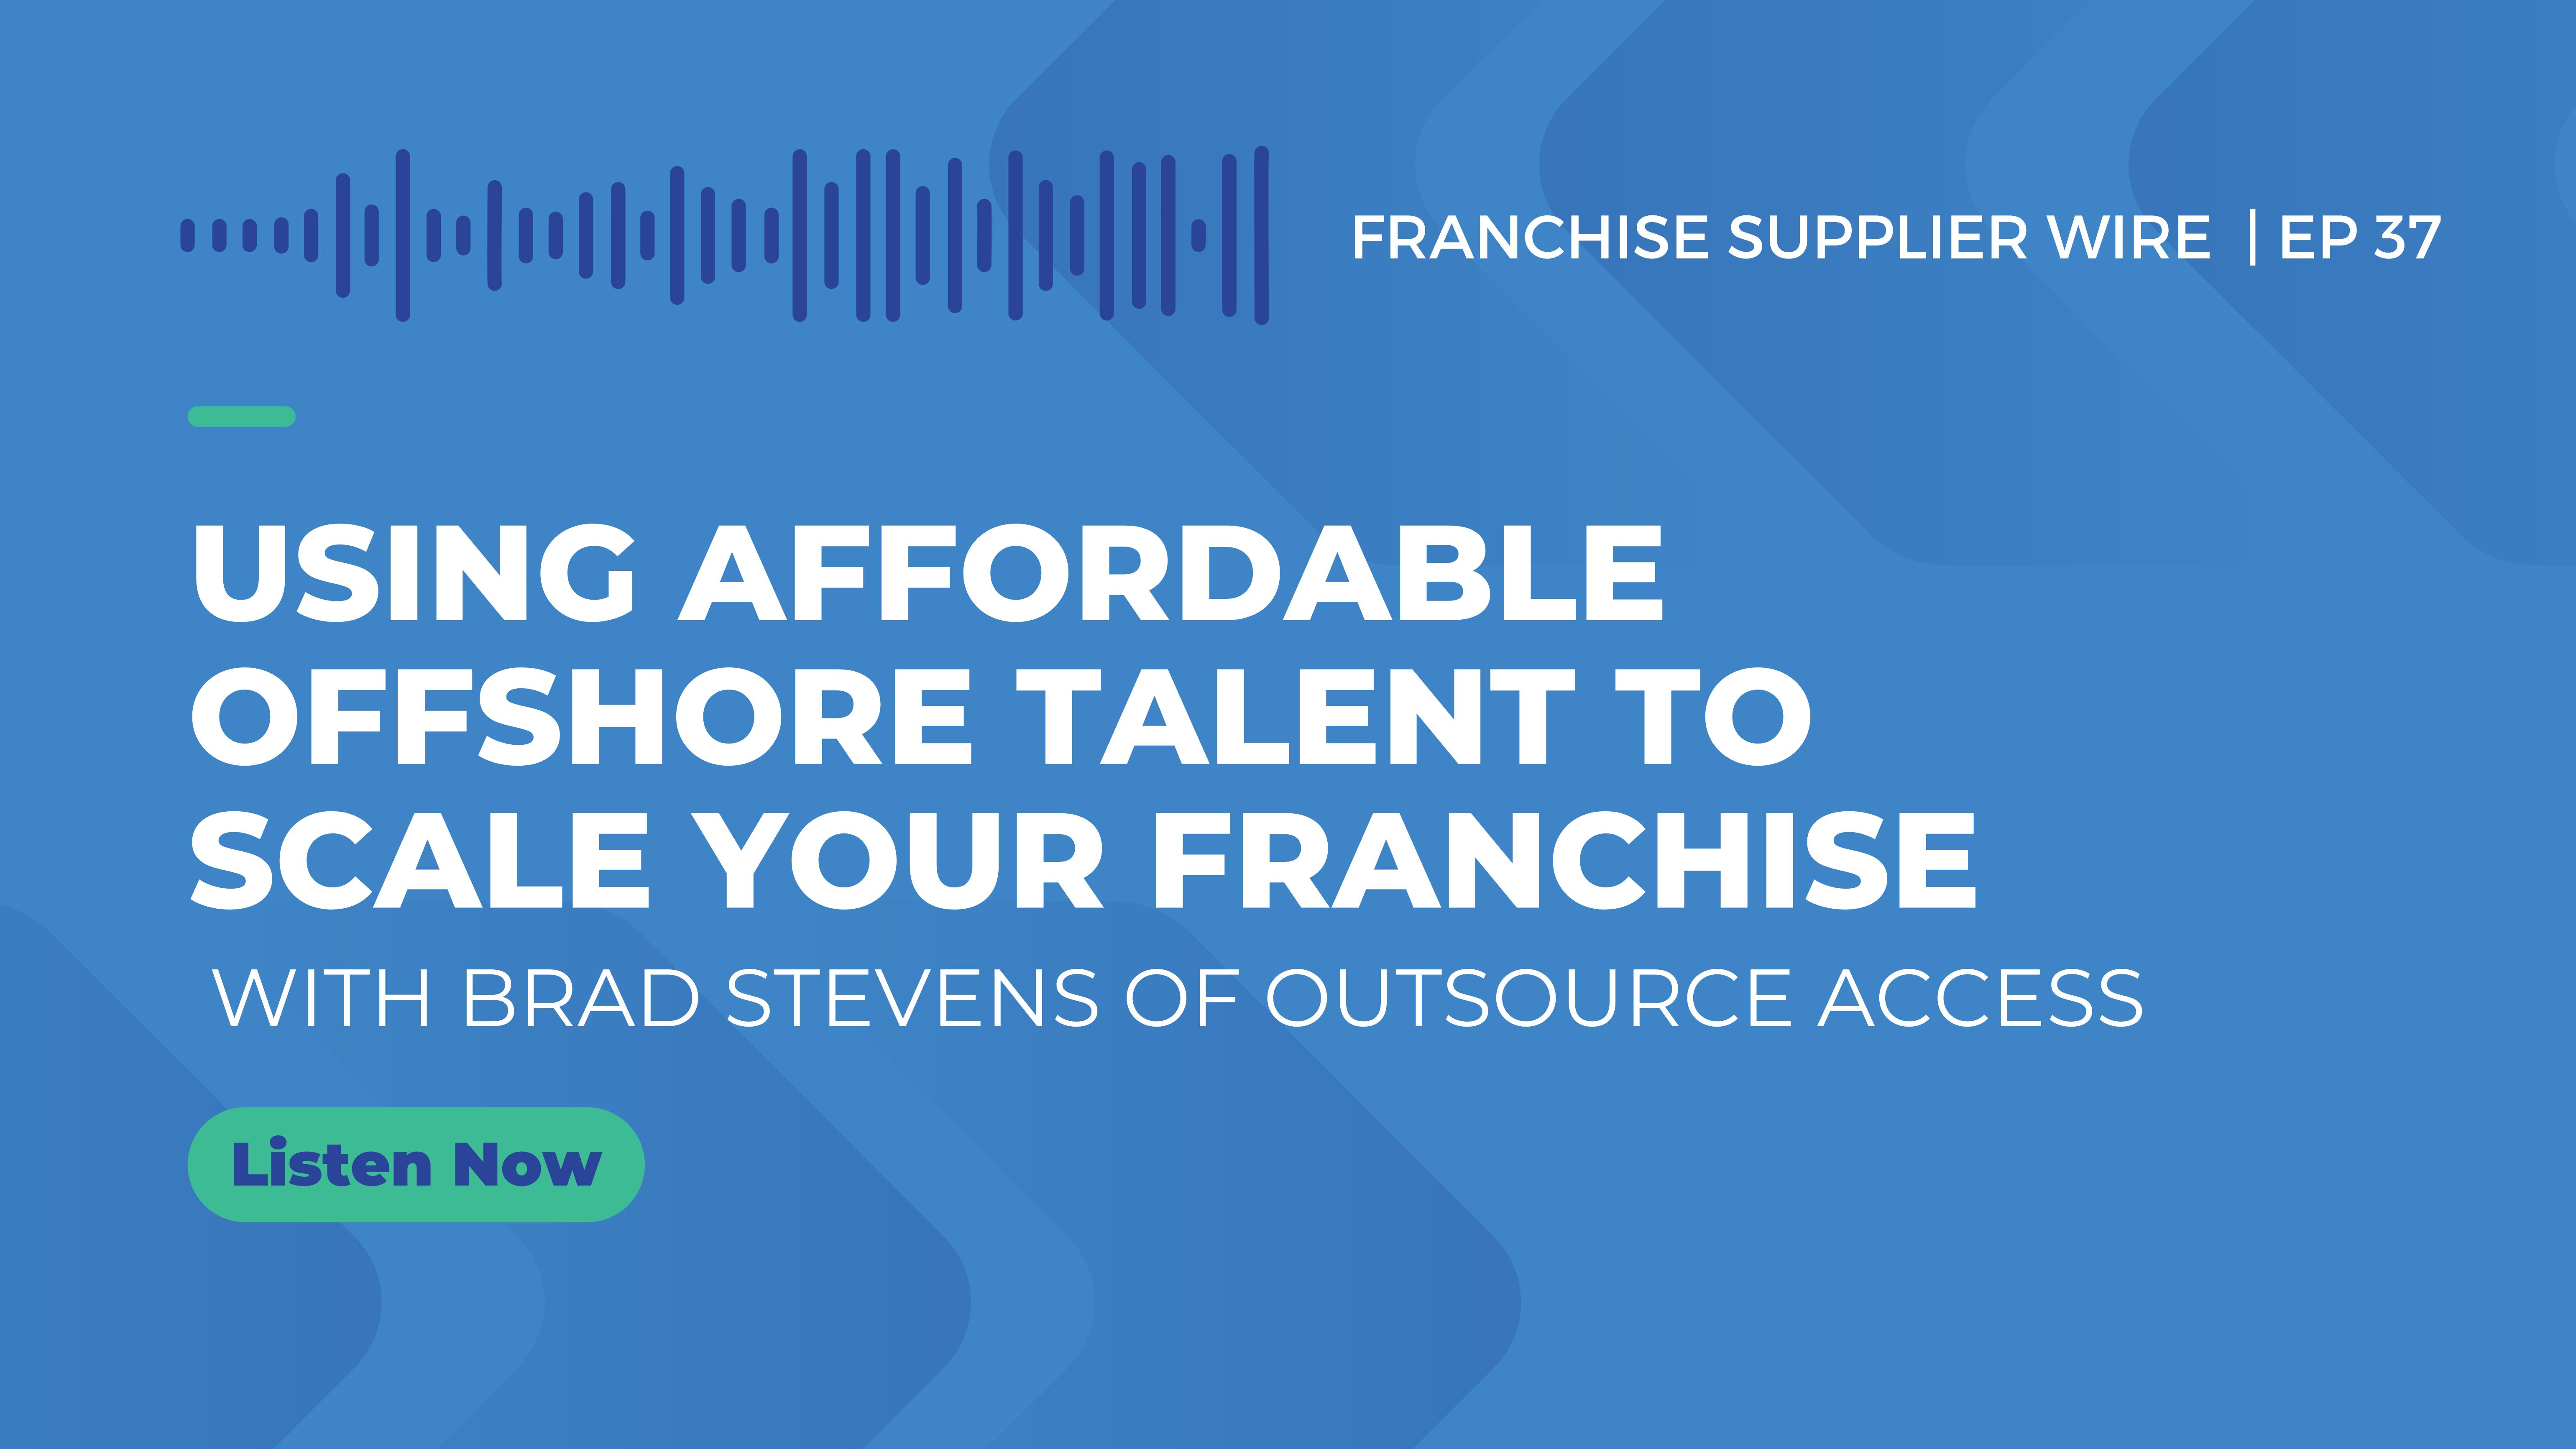 FRANCHISE SUPPLIER WIRE | EP 37
USING AFFORDABLE
OFFSHORE TALENT TO
SCALE YOUR FRANCHISE
WITH BRAD STEVENS OF OUTSOURCE ACCESS
Listen Now